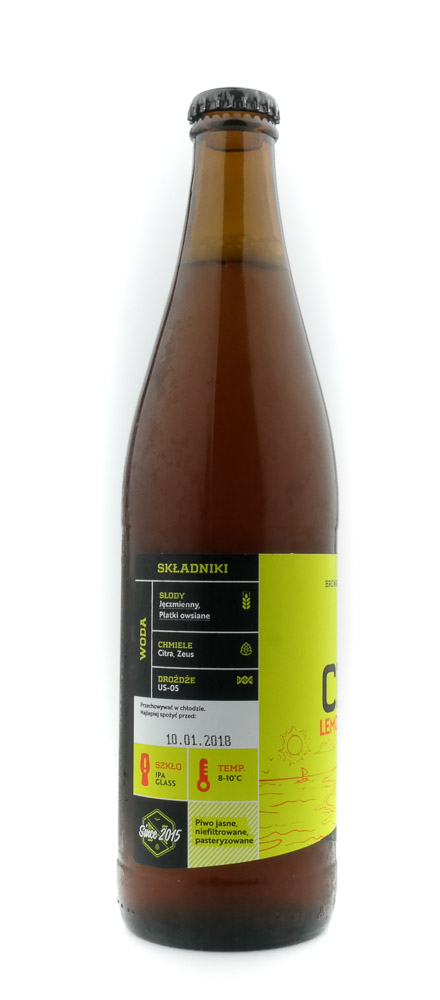 SKŁADNIKI
WODA
SŁODY
Jęczmienny,
Płatki owsiane
CHMIELE
Citra, Zeus
DROŻDŻE
US-05
Przechowywać w chłodzie.
Najlepiej spożyć przed:
10.01.2018
SZKŁO
IPA
GLASS
TEMP.
8-10°C
Since 2015
Piwo jasne,
niefiltrowane,
pasteryzowane